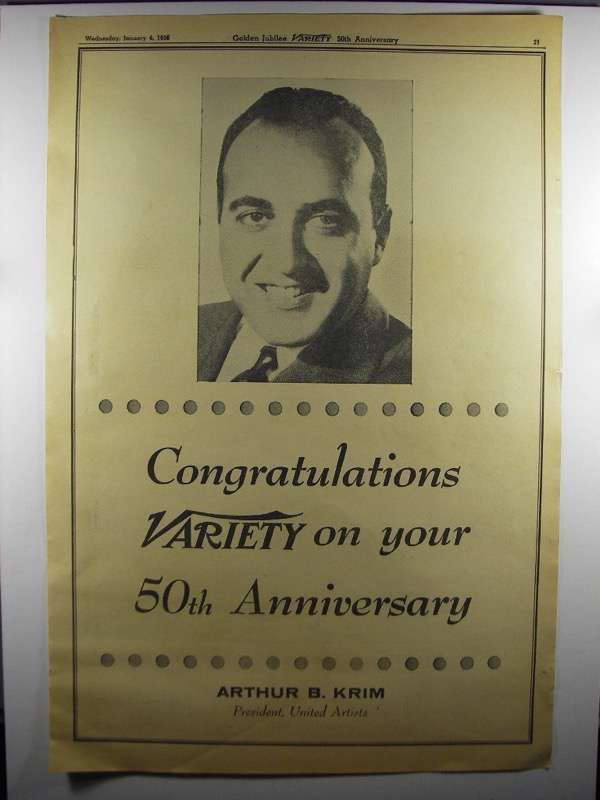 Wednesday, January 4, 1956 Golden Jubilee VARIETY 50th Anniversary 21
Congratulations
VARIETY on your
50th Anniversary
ARTHUR B. KRIM
President, United Artists